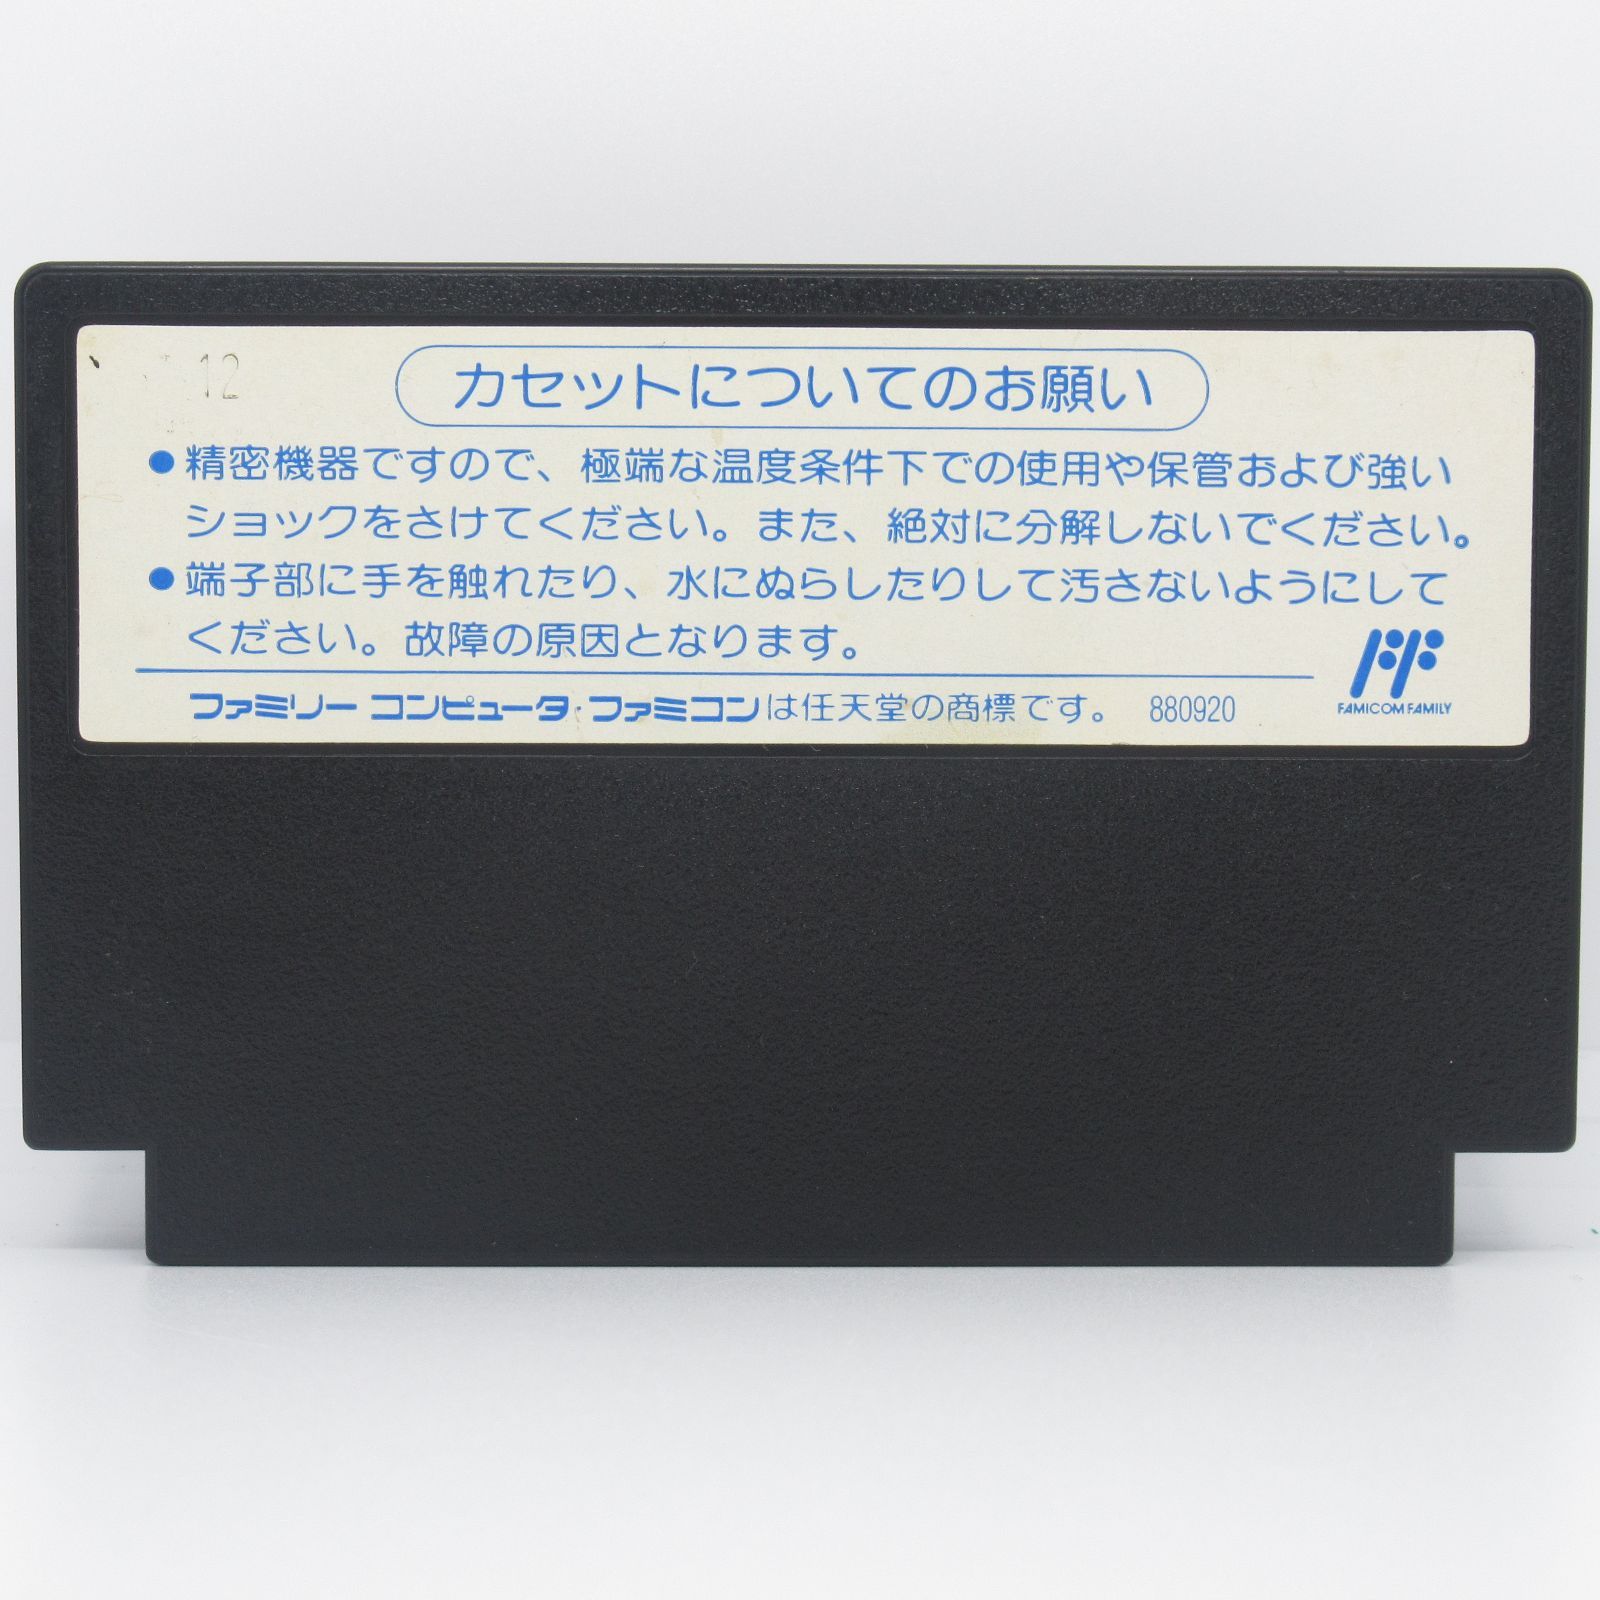 12
カセットについてのお願い
●精密機器ですので、極端な温度条件下での使用や保管および強い
ショックをさけてください。また、絶対に分解しないでください。
●端子部に手を触れたり、水にぬらしたりして汚さないようにして
ください。故障の原因となります。
ファミリーコンピュータ・ファミコンは任天堂の商標です。 880920
FAMICOM FAMILY